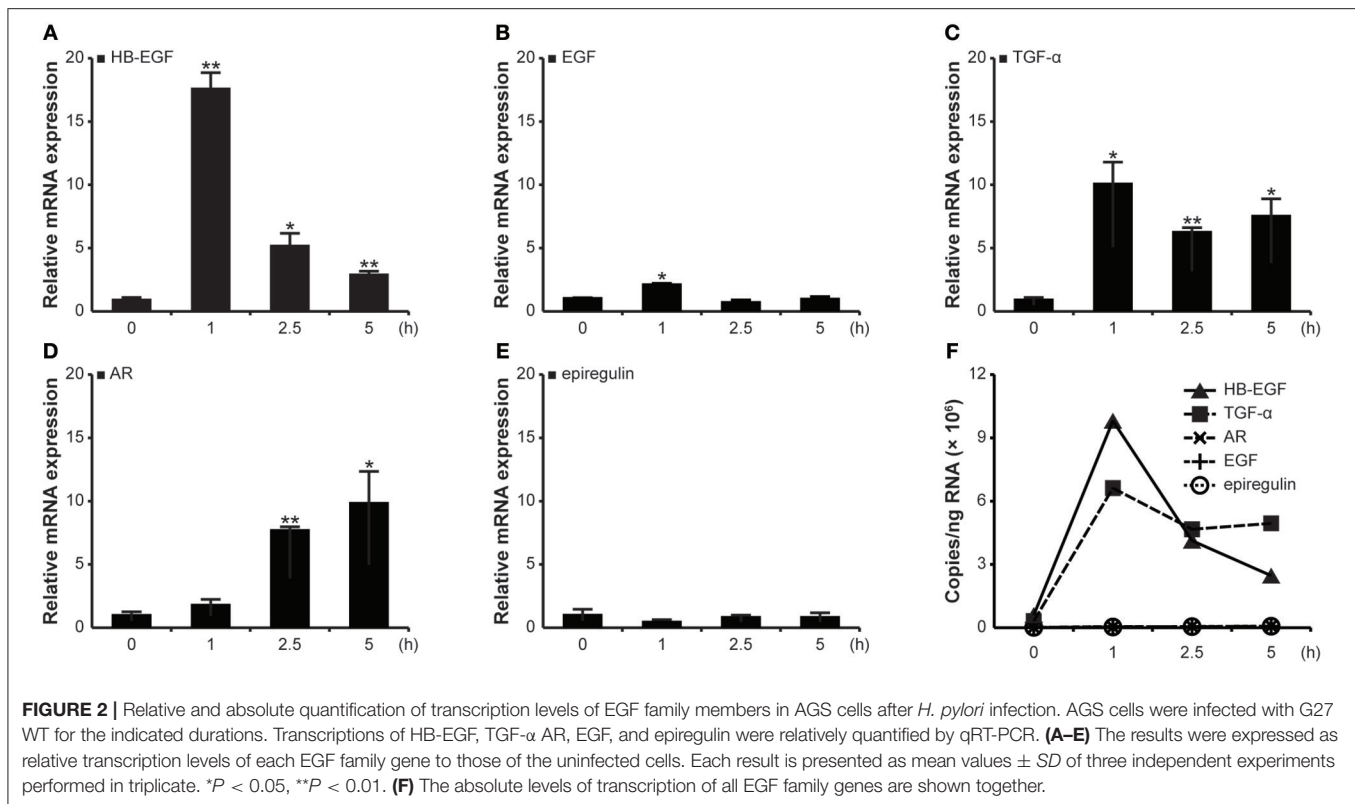 A
■ HB-EGF
Relative mRNA expression
20
15
10
5
0
**
*
**
0 1 2.5 5 (h)
B
■ EGF
Relative mRNA expression
20
15
10
5
0
*
0 1 2.5 5 (h)
C
■ TGF-α
Relative mRNA expression
20
15
10
5
0
*
**
*
0 1 2.5 5 (h)
D
■ AR
Relative mRNA expression
20
15
10
5
0
**
*
0 1 2.5 5 (h)
E
■ epiregulin
Relative mRNA expression
20
15
10
5
0
0 1 2.5 5 (h)
F
Copies/ng RNA (× 10⁶)
12
9
6
3
0
HB-EGF
TGF-α
AR
EGF
epiregulin
0 1 2.5 5 (h)
FIGURE 2 | Relative and absolute quantification of transcription levels of EGF family members in AGS cells after H. pylori infection. AGS cells were infected with G27
WT for the indicated durations. Transcriptions of HB-EGF, TGF-α AR, EGF, and epiregulin were relatively quantified by qRT-PCR. (A–E) The results were expressed as
relative transcription levels of each EGF family gene to those of the uninfected cells. Each result is presented as mean values ± SD of three independent experiments
performed in triplicate. *P < 0.05, **P < 0.01. (F) The absolute levels of transcription of all EGF family genes are shown together.